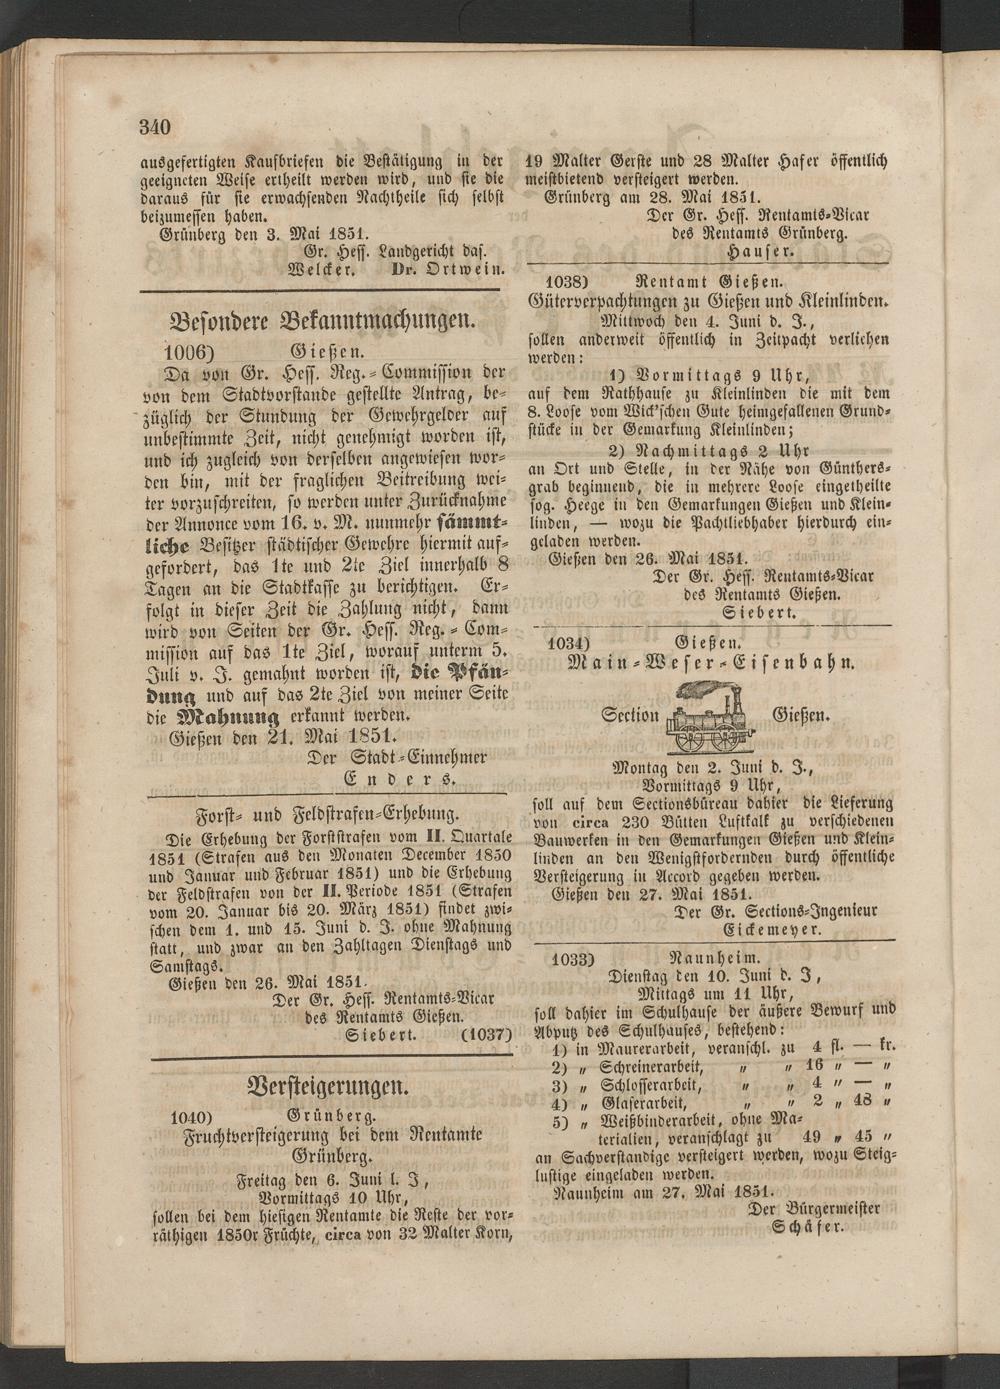 340
ausgefertigten Kaufbriefen die Bestätigung in der
geeigneten Weise ertheilt werden wird, und sie die
daraus für sie erwachsenden Nachtheile sich selbst
beizumessen haben.
Grünberg den 3. Mai 1851.
Gr. Hess. Landgericht das.
Welcker. Dr. Ortwein.
Besondere Bekanntmachungen.
1006) Gießen.
Da von Gr. Hess. Reg.-Commission der
von dem Stadtvorstande gestellte Antrag, be-
züglich der Stundung der Gewehrgelder auf
unbestimmte Zeit, nicht genehmigt worden ist,
und ich zugleich von derselben angewiesen wor-
den bin, mit der fraglichen Beitreibung wei-
ter vorzuschreiten, so werden unter Zurücknahme
der Annonce vom 16. v. M. nunmehr sämmt-
liche Besitzer städtischer Gewehre hiermit auf-
gefordert, das 1te und 2te Ziel innerhalb 8
Tagen an die Stadtkasse zu berichtigen. Er-
folgt in dieser Zeit die Zahlung nicht, dann
wird von Seiten der Gr. Hess. Reg.-Com-
mission auf das 1te Ziel, worauf unterm 5.
Juli v. J. gemahnt worden ist, die Pfän-
dung und auf das 2te Ziel von meiner Seite
die Mahnung erkannt werden.
Gießen den 21. Mai 1851.
Der Stadt-Einnehmer
Enders.
Forst- und Feldstrafen-Erhebung.
Die Erhebung der Forststrafen vom II. Quartale
1851 (Strafen aus den Monaten December 1850
und Januar und Februar 1851) und die Erhebung
der Feldstrafen von der II. Periode 1851 (Strafen
vom 20. Januar bis 20. März 1851) findet zwi-
schen dem 1. und 15. Juni d. J. ohne Mahnung
statt, und zwar an den Zahltagen Dienstags und
Samstags.
Gießen den 26. Mai 1851.
Der Gr. Hess. Rentamts-Vicar
des Rentamts Gießen.
Siebert. (1037)
Versteigerungen.
1040) Grünberg.
Fruchtversteigerung bei dem Rentamte
Grünberg.
Freitag den 6. Juni l. J,
Vormittags 10 Uhr,
sollen bei dem hiesigen Rentamte die Reste der vor-
räthigen 1850r Früchte, circa von 32 Malter Korn,
19 Malter Gerste und 28 Malter Hafer öffentlich
meistbietend versteigert werden.
Grünberg am 28. Mai 1851.
Der Gr. Hess. Rentamts-Vicar
des Rentamts Grünberg.
Hauser.
1038) Rentamt Gießen.
Güterverpachtungen zu Gießen und Kleinlinden.
Mittwoch den 4. Juni d. J.,
sollen anderweit öffentlich in Zeitpacht verliehen
werden:
1) Vormittags 9 Uhr,
auf dem Rathhause zu Kleinlinden die mit dem
8. Loose vom Wick'schen Gute heimgefallenen Grund-
stücke in der Gemarkung Kleinlinden;
2) Nachmittags 2 Uhr
an Ort und Stelle, in der Nähe von Günthers-
grab beginnend, die in mehrere Loose eingetheilte
sog. Heege in den Gemarkungen Gießen und Klein-
linden, — wozu die Pachtliebhaber hierdurch ein-
geladen werden.
Gießen den 26. Mai 1851.
Der Gr. Hess. Rentamts-Vicar
des Rentamts Gießen.
Siebert.
1034) Gießen.
Main-Weser-Eisenbahn.
Section Gießen.
Montag den 2. Juni d. J.,
Vormittags 9 Uhr,
soll auf dem Sectionsbüreau dahier die Lieferung
von circa 230 Bütten Luftkalk zu verschiedenen
Bauwerken in den Gemarkungen Gießen und Klein-
linden an den Wenigstfordernden durch öffentliche
Versteigerung in Accord gegeben werden.
Gießen den 27. Mai 1851.
Der Gr. Sections-Ingenieur
Eickemeyer.
1033) Naunheim.
Dienstag den 10. Juni d. J,
Mittags um 11 Uhr,
soll dahier im Schulhause der äußere Bewurf und
Abputz des Schulhauses, bestehend:
1) in Maurerarbeit, veranschl. zu 4 fl. — kr.
2) „ Schreinerarbeit, „ „ 16 „ — „
3) „ Schlosserarbeit, „ „ 4 „ — „
4) „ Glaserarbeit, „ „ 2 „ 48 „
5) „ Weißbinderarbeit, ohne Ma-
terialien, veranschlagt zu 49 „ 45 „
an Sachverständige versteigert werden, wozu Steig-
lustige eingeladen werden.
Naunheim am 27. Mai 1851.
Der Bürgermeister
Schäfer.